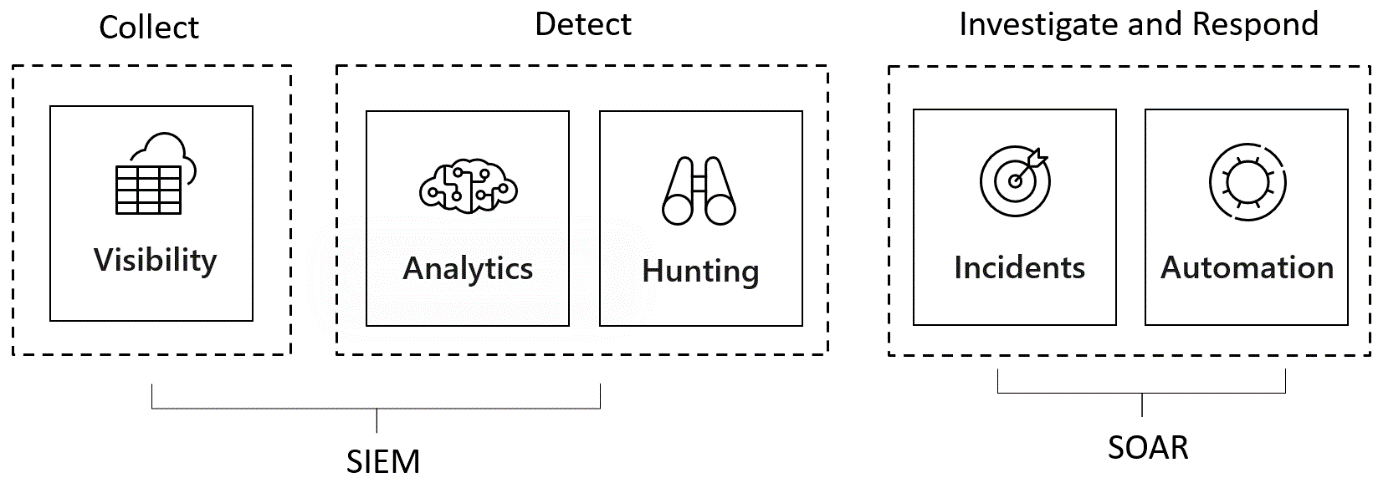 Collect
Detect
Investigate and Respond
Visibility
Analytics
Hunting
Incidents
Automation
SIEM
SOAR